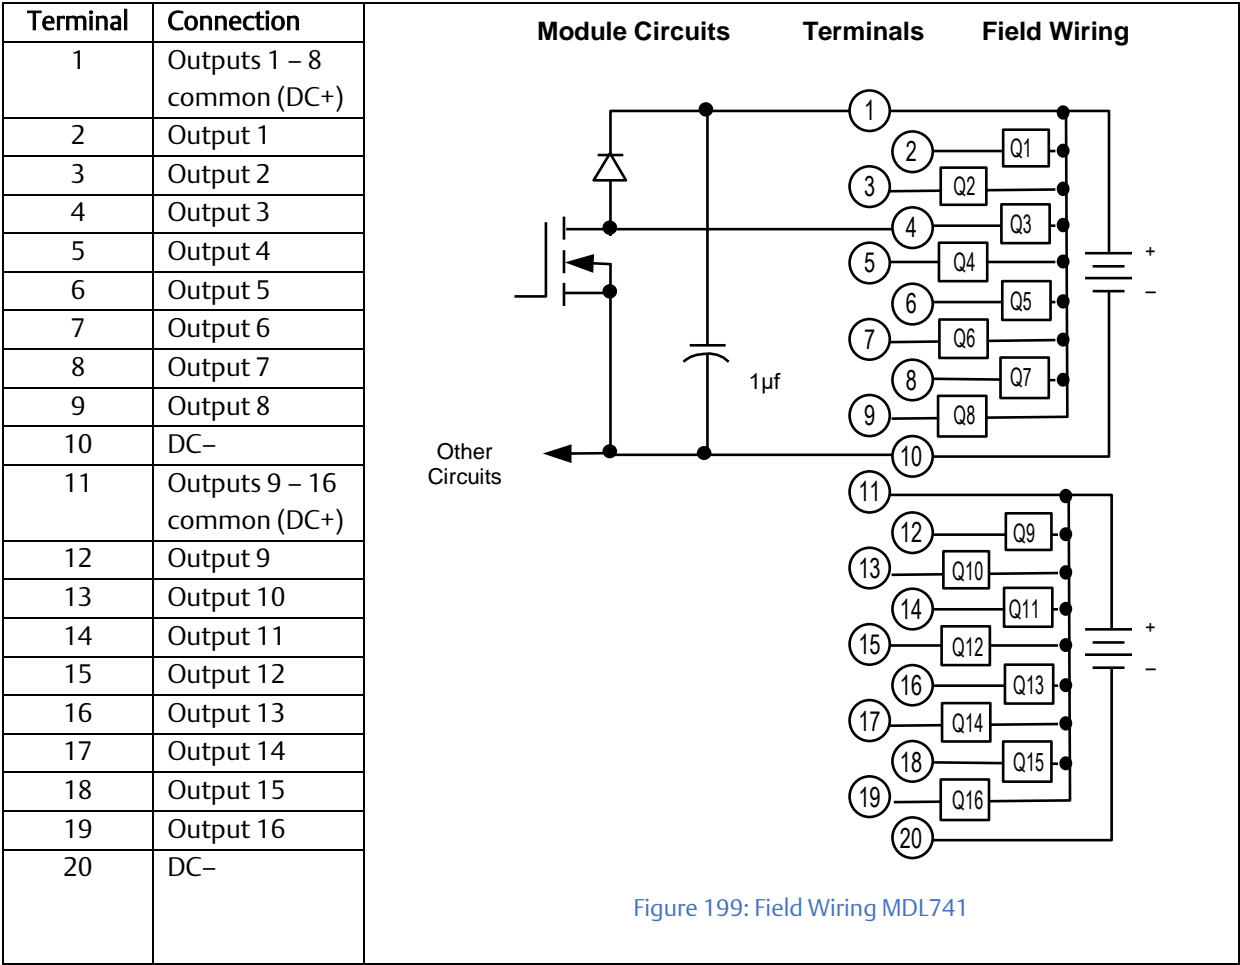 Terminal Connection
1 Outputs 1 – 8
common (DC+)
2 Output 1
3 Output 2
4 Output 3
5 Output 4
6 Output 5
7 Output 6
8 Output 7
9 Output 8
10 DC–
11 Outputs 9 – 16
common (DC+)
12 Output 9
13 Output 10
14 Output 11
15 Output 12
16 Output 13
17 Output 14
18 Output 15
19 Output 16
20 DC–
Module Circuits Terminals Field Wiring
1
2 Q1
3 Q2
4 Q3
5 Q4
+
6 Q5
–
7 Q6
8 Q7
1µf
9 Q8
Other
Circuits
10
11
12 Q9
13 Q10
14 Q11
+
15 Q12
–
16 Q13
17 Q14
18 Q15
19 Q16
20
Figure 199: Field Wiring MDL741